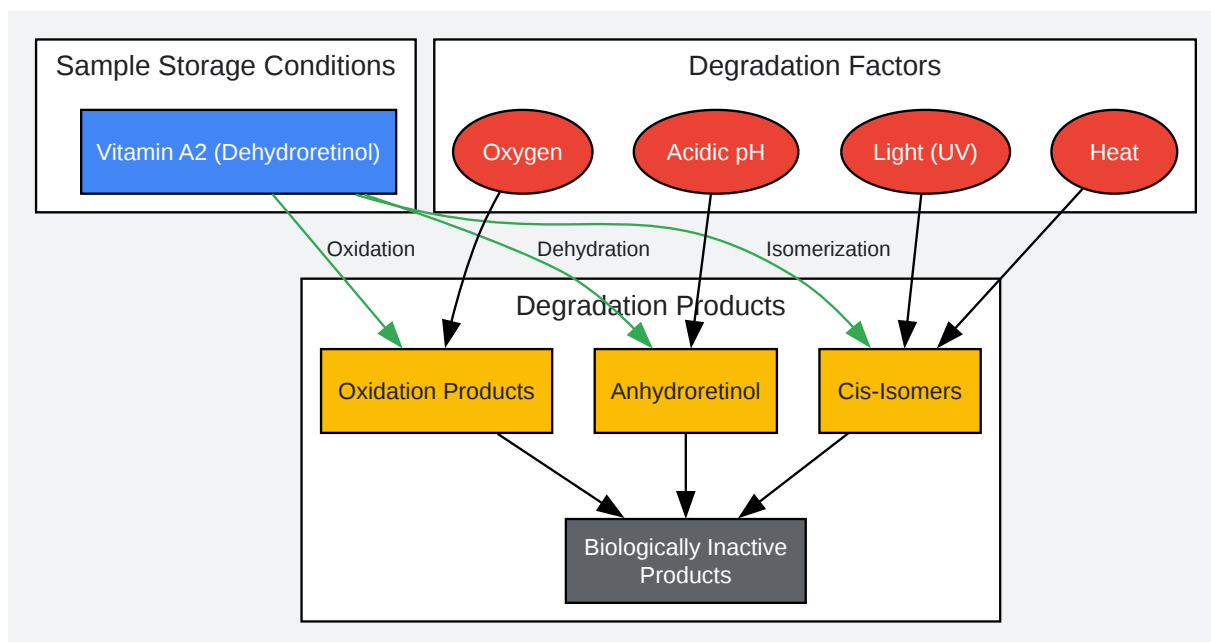 Sample Storage Conditions
Degradation Factors
Vitamin A2 (Dehydroretinol)
Oxygen
Acidic pH
Light (UV)
Heat
Oxidation
Dehydration
Isomerization
Degradation Products
Oxidation Products
Anhydroretinol
Cis-Isomers
Biologically Inactive
Products